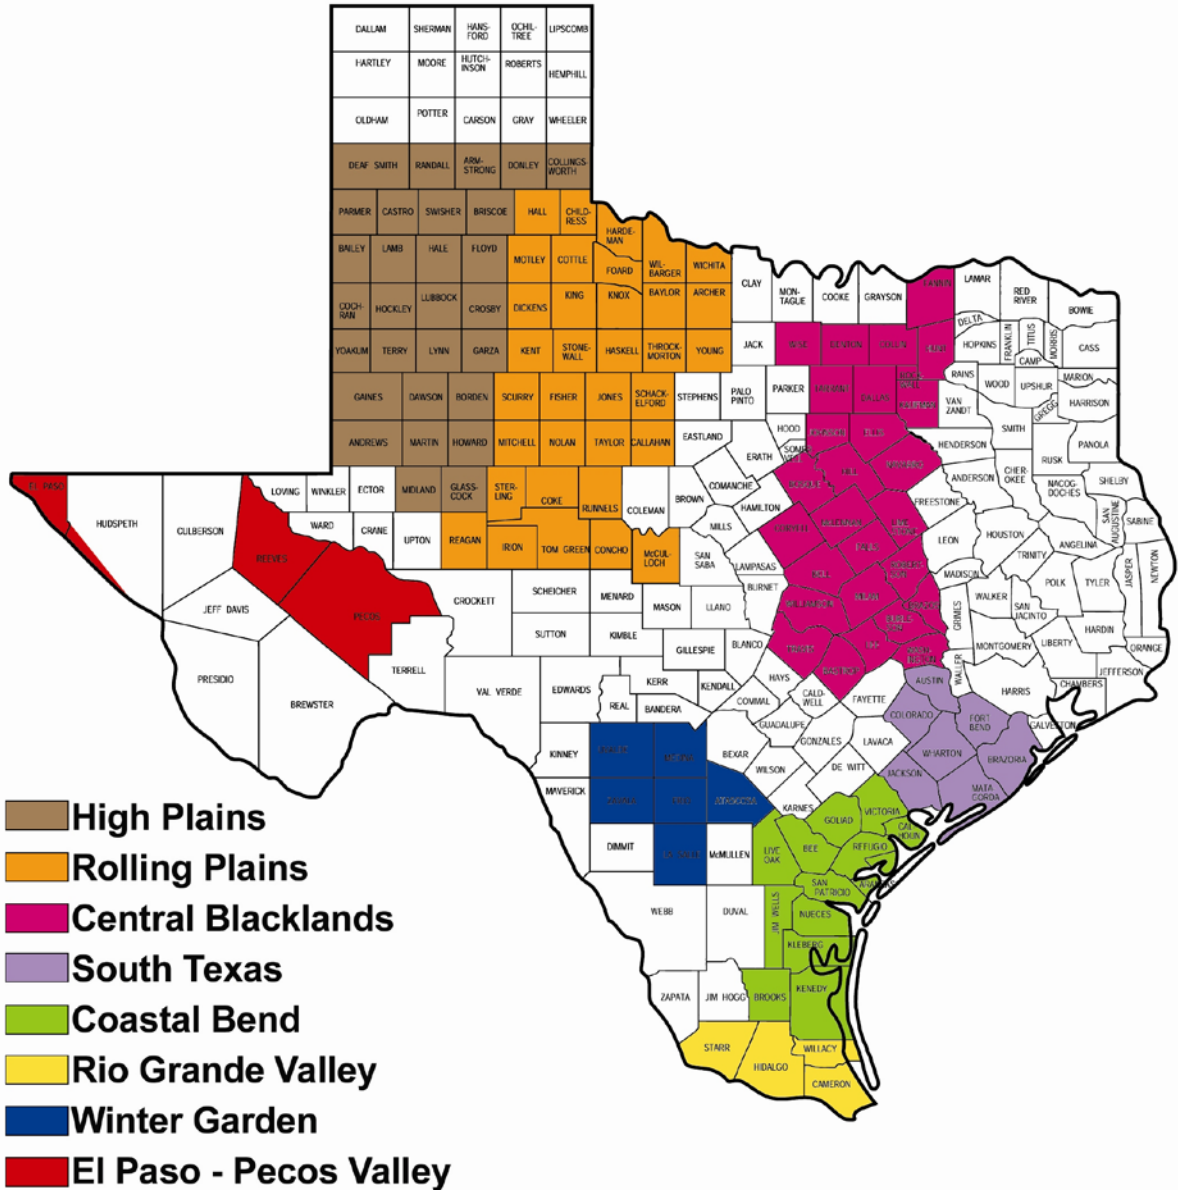 DALLAM
SHERMAN
HANS-
FORD
OCHIL-
TREE
LIPSCOMB
HARTLEY
MOORE
HUTCH-
INSON
ROBERTS
HEMPHILL
OLDHAM
POTTER
CARSON
GRAY
WHEELER
DEAF SMITH
RANDALL
ARM-
STRONG
DONLEY
COLLINGS
WORTH
PARMER
CASTRO
SWISHER
BRISCOE
HALL
CHILD-
RESS
HARDE-
MAN
BAILEY
LAMB
HALE
FLOYD
MOTLEY
COTTLE
FOARD
WIL-
BARGER
WICHITA
CLAY
MON-
TAGUE
COOKE
GRAYSON
FANNIN
LAMAR
RED
RIVER
BOWIE
COCH-
RAN
HOCKLEY
LUBBOCK
CROSBY
DICKENS
KING
KNOX
BAYLOR
ARCHER
YOAKUM
TERRY
LYNN
GARZA
KENT
STONE-
WALL
HASKELL
THROCK-
MORTON
YOUNG
JACK
WISE
DENTON
COLLIN
HUNT
DELTA
HOPKINS
FRANKLIN
TITUS
CAMP
MORRIS
CASS
GAINES
DAWSON
BORDEN
SCURRY
FISHER
JONES
SCHACK-
ELFORD
STEPHENS
PALO
PINTO
PARKER
DALLAS
RAINS
WOOD
UPSHUR
MARION
VAN
ZANDT
GREGG
HARRISON
ANDREWS
MARTIN
HOWARD
MITCHELL
NOLAN
TAYLOR
CALLAHAN
EASTLAND
ERATH
HOOD
JOHNSON
ELLIS
HENDERSON
SMITH
RUSK
PANOLA
EL PASO
HUDSPETH
CULBERSON
LOVING
WINKLER
ECTOR
MIDLAND
GLASS-
COCK
STER-
LING
COKE
RUNNELS
COLEMAN
BROWN
COMANCHE
HAMILTON
HILL
ANDERSON
CHER-
OKEE
NACOG-
DOCHES
SHELBY
FREESTONE
SAN
AUGUSTINE
SABINE
REEVES
WARD
CRANE
UPTON
REAGAN
IRION
TOM GREEN
CONCHO
McCUL-
LOCH
MILLS
SAN
SABA
LAMPASAS
LEON
HOUSTON
TRINITY
ANGELINA
JASPER
NEWTON
JEFF DAVIS
PECOS
CROCKETT
SCHEICHER
MENARD
MASON
LLANO
BURNET
MILAM
MADISON
WALKER
POLK
TYLER
GRIMES
SAN
JACINTO
HARDIN
ORANGE
PRESIDIO
BREWSTER
TERRELL
SUTTON
KIMBLE
GILLESPIE
BLANCO
MONTGOMERY
LIBERTY
JEFFERSON
VAL VERDE
EDWARDS
REAL
KERR
BANDERA
KENDALL
HAYS
COMMAL
CALD-
WELL
FAYETTE
AUSTIN
WALLER
HARRIS
CHAMBERS
GALVESTON
KINNEY
BEXAR
GUADALUPE
GONZALES
LAVACA
COLORADO
FORT
BEND
WHARTON
BRAZORIA
MAVERICK
ATASCOSA
WILSON
DE WITT
KARNES
JACKSON
MATA
GORDA
DIMMIT
McMULLEN
LIVE
OAK
BEE
GOLIAD
VICTORIA
CAL-
HOUN
REFUGIO
SAN
PATRICIO
ARANSAS
WEBB
DUVAL
JIM WELLS
NUECES
KLEBERG
ZAPATA
JIM HOGG
BROOKS
KENEDY
STARR
HIDALGO
WILLACY
CAMERON
High Plains
Rolling Plains
Central Blacklands
South Texas
Coastal Bend
Rio Grande Valley
Winter Garden
El Paso - Pecos Valley